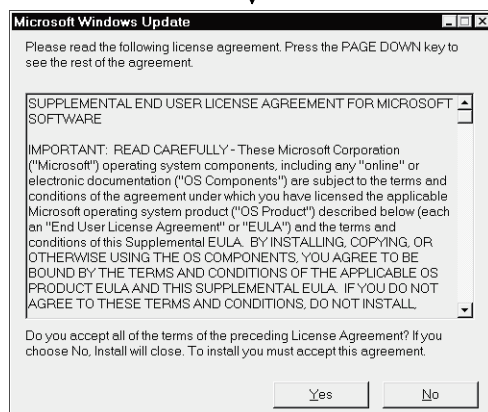 Microsoft Windows Update
Please read the following license agreement. Press the PAGE DOWN key to
see the rest of the agreement.
SUPPLEMENTAL END USER LICENSE AGREEMENT FOR MICROSOFT
SOFTWARE
IMPORTANT:  READ CAREFULLY - These Microsoft Corporation
("Microsoft") operating system components, including any "online" or
electronic documentation ("OS Components") are subject to the terms and
conditions of the agreement under which you have licensed the applicable
Microsoft operating system product ("OS Product") described below (each
an "End User License Agreement" or "EULA") and the terms and
conditions of this Supplemental EULA.  BY INSTALLING, COPYING, OR
OTHERWISE USING THE OS COMPONENTS, YOU AGREE TO BE
BOUND BY THE TERMS AND CONDITIONS OF THE APPLICABLE OS
PRODUCT EULA AND THIS SUPPLEMENTAL EULA.  IF YOU DO NOT
AGREE TO THESE TERMS AND CONDITIONS, DO NOT INSTALL,
Do you accept all of the terms of the preceding License Agreement? If you
choose No, Install will close. To install you must accept this agreement.
Yes
No